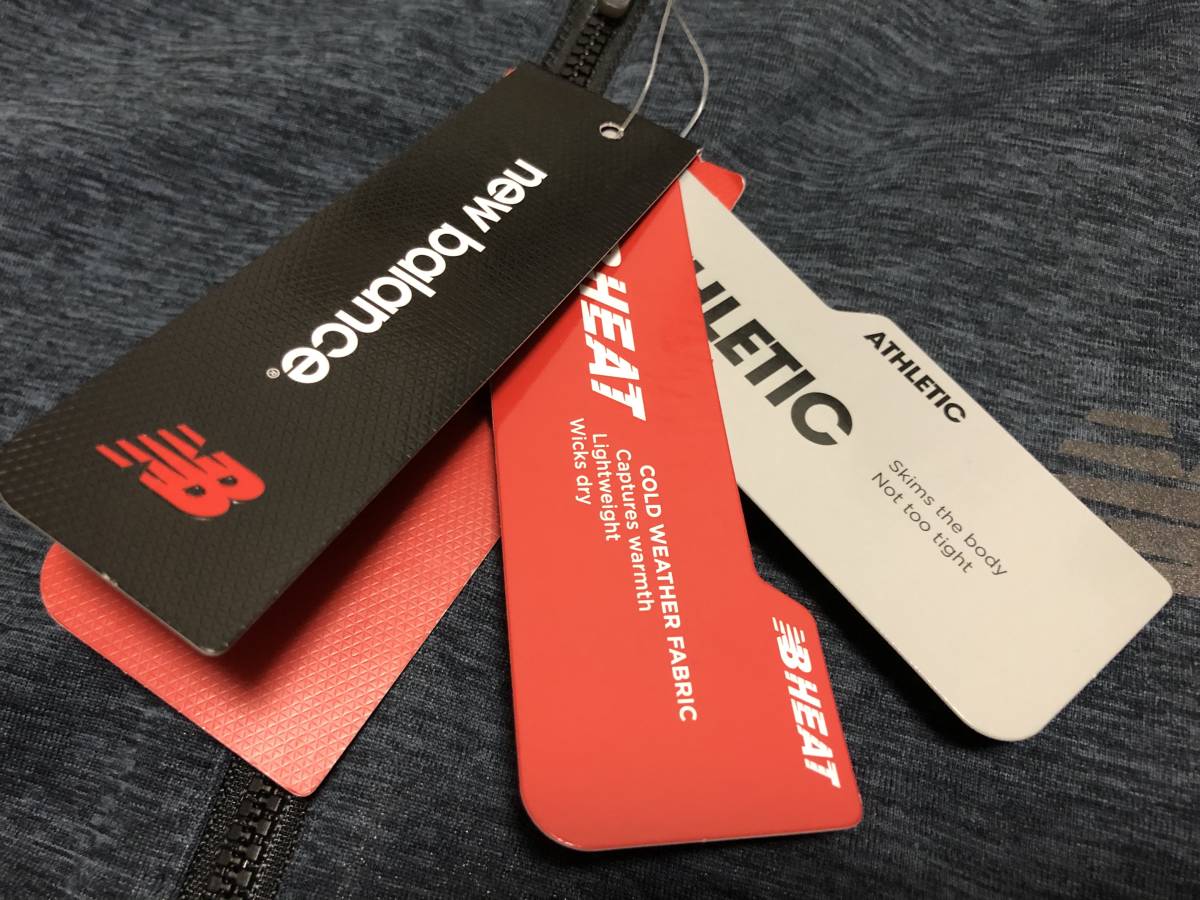 new balance®
NB
HEAT
COLD WEATHER FABRIC
Captures warmth
Lightweight
Wicks dry
NB HEAT
HLETIC
ATHLETIC
Skims the body
Not too tight